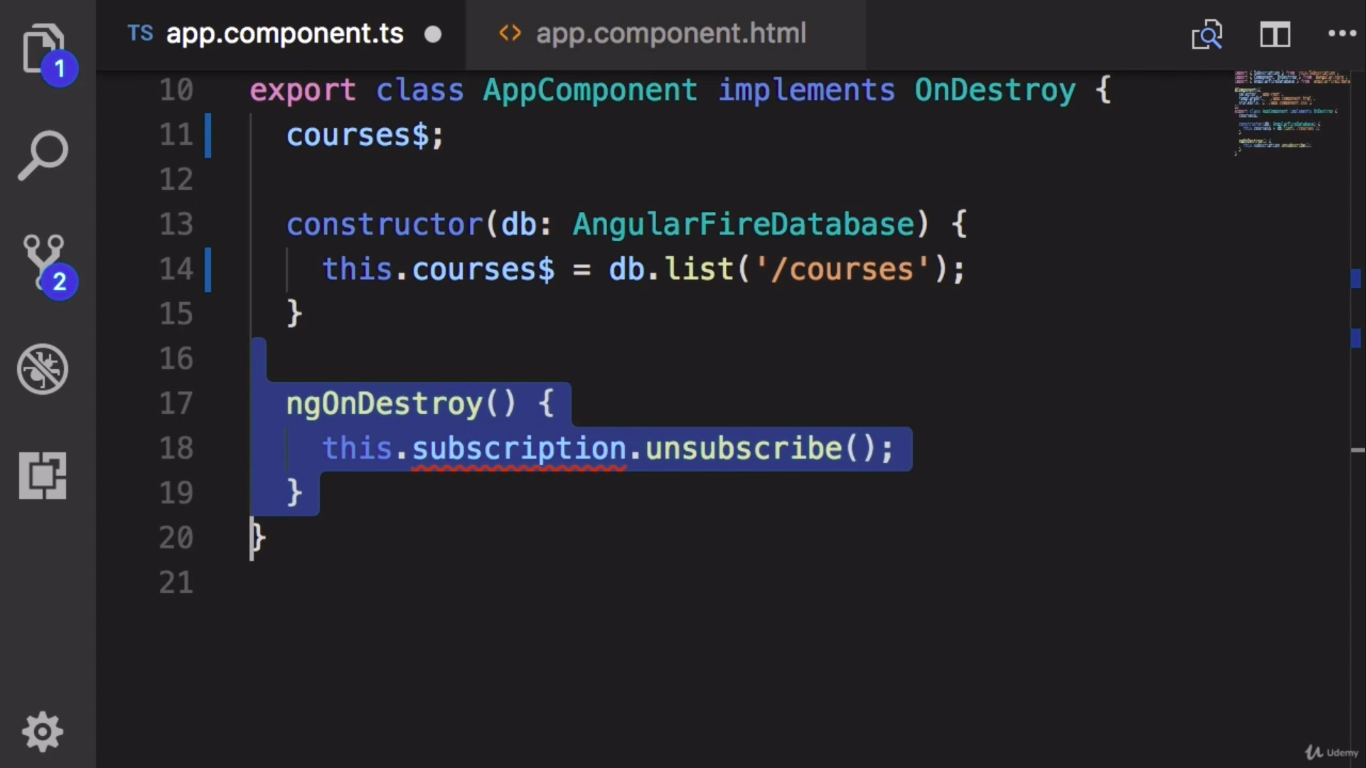 TS app.component.ts ● <> app.component.html
1
2
10 export class AppComponent implements OnDestroy {
11 courses$;
12
13 constructor(db: AngularFireDatabase) {
14 this.courses$ = db.list('/courses');
15 }
16
17 ngOnDestroy() {
18 this.subscription.unsubscribe();
19 }
20 }
21
Udemy